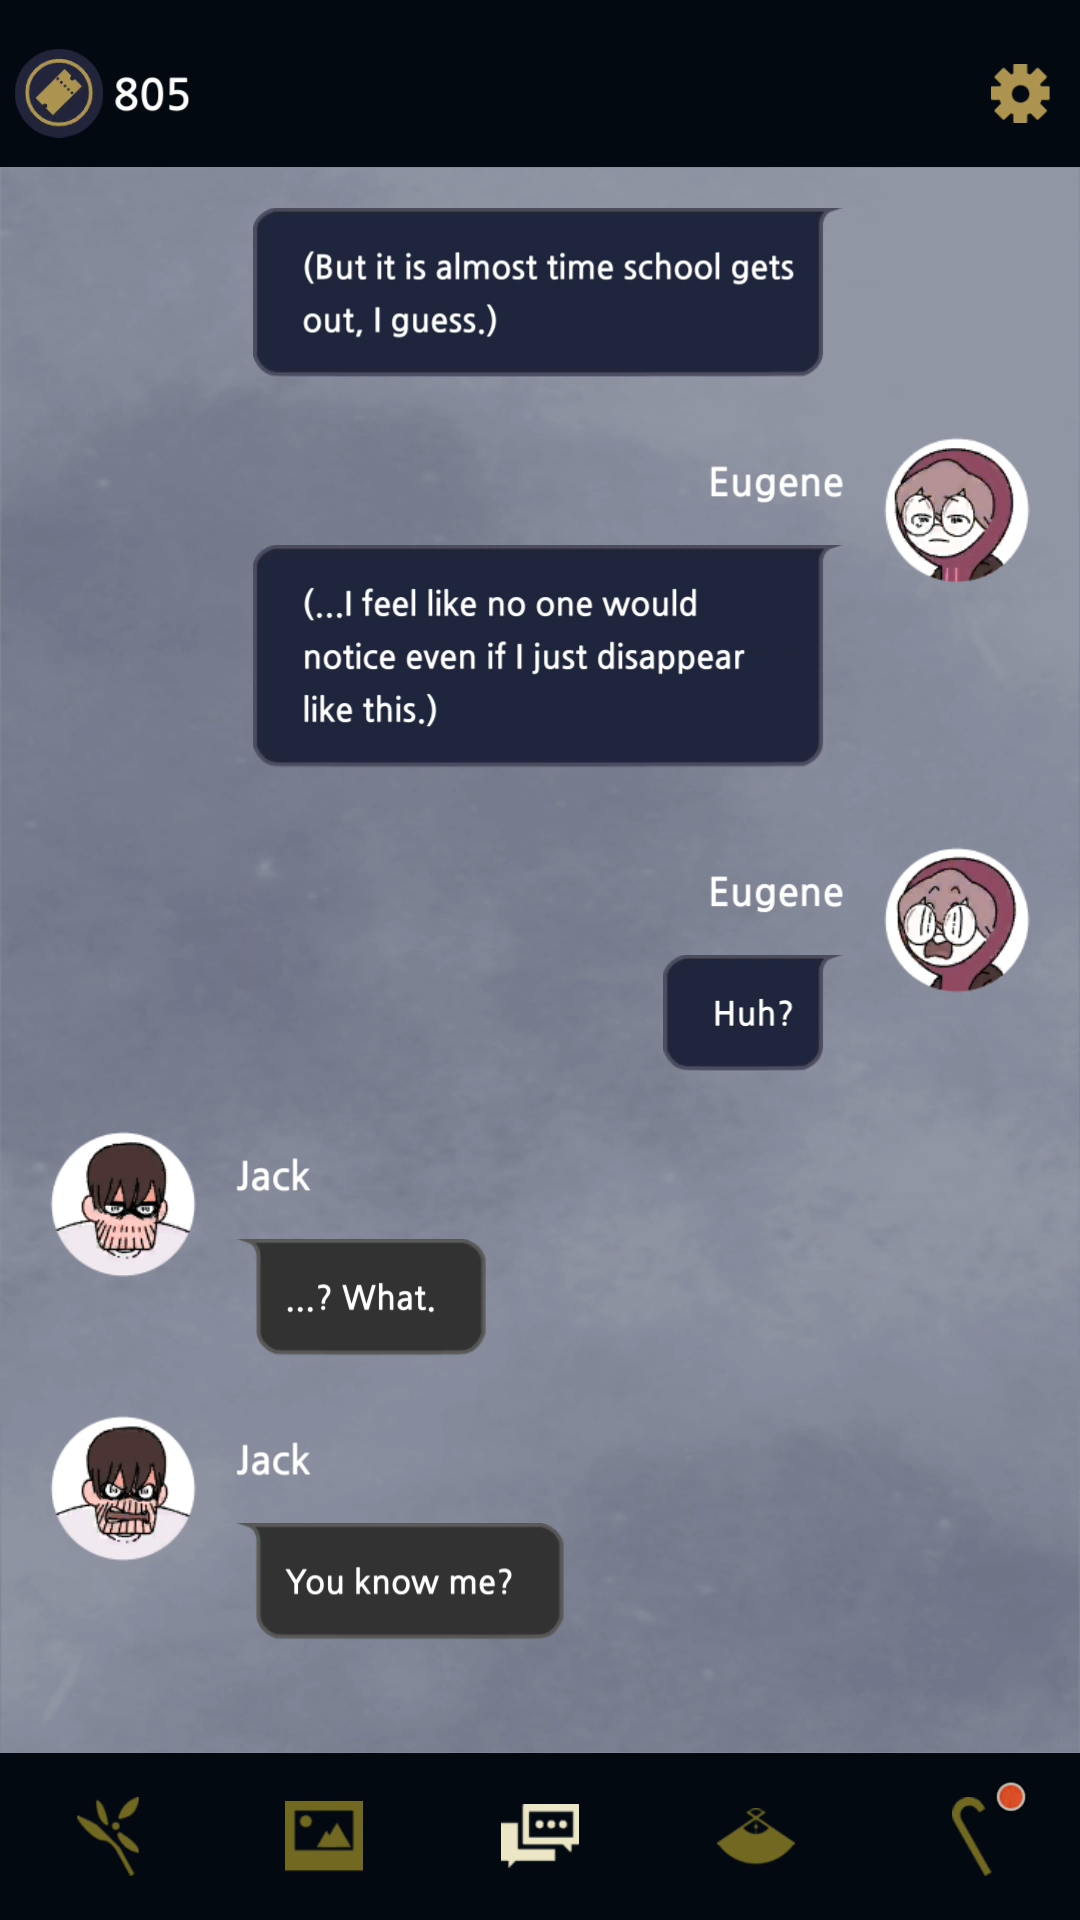 805
(But it is almost time school gets
out, I guess.)
Eugene
(...I feel like no one would
notice even if I just disappear
like this.)
Eugene
Huh?
Jack
...? What.
Jack
You know me?